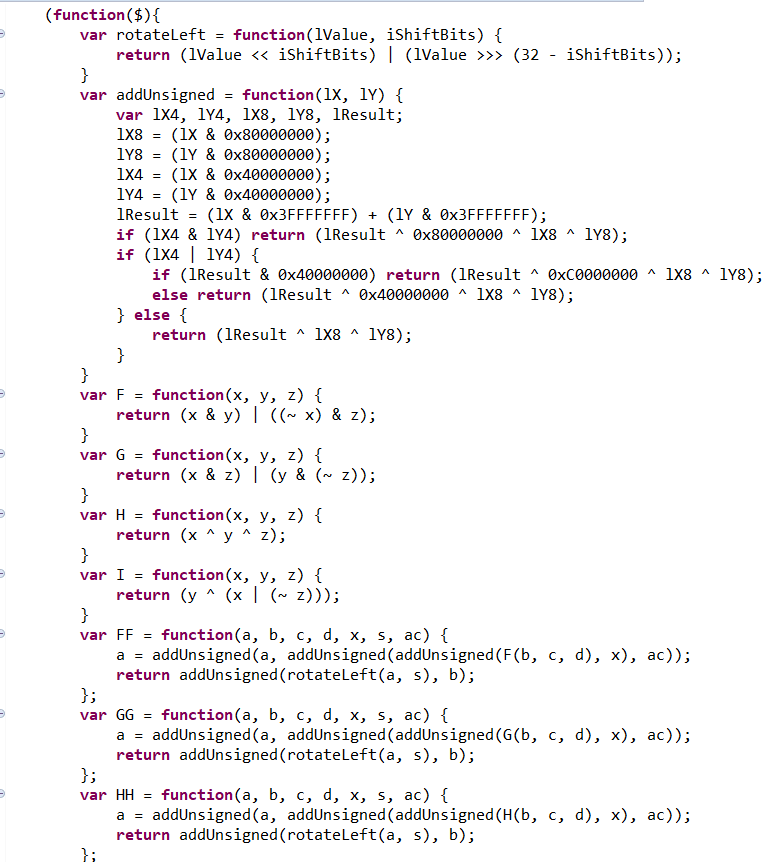 (function($){
    var rotateLeft = function(lValue, iShiftBits) {
        return (lValue << iShiftBits) | (lValue >>> (32 - iShiftBits));
    }
    var addUnsigned = function(lX, lY) {
        var lX4, lY4, lX8, lY8, lResult;
        lX8 = (lX & 0x80000000);
        lY8 = (lY & 0x80000000);
        lX4 = (lX & 0x40000000);
        lY4 = (lY & 0x40000000);
        lResult = (lX & 0x3FFFFFFF) + (lY & 0x3FFFFFFF);
        if (lX4 & lY4) return (lResult ^ 0x80000000 ^ lX8 ^ lY8);
        if (lX4 | lY4) {
            if (lResult & 0x40000000) return (lResult ^ 0xC0000000 ^ lX8 ^ lY8);
            else return (lResult ^ 0x40000000 ^ lX8 ^ lY8);
        } else {
            return (lResult ^ lX8 ^ lY8);
        }
    }
    var F = function(x, y, z) {
        return (x & y) | ((~ x) & z);
    }
    var G = function(x, y, z) {
        return (x & z) | (y & (~ z));
    }
    var H = function(x, y, z) {
        return (x ^ y ^ z);
    }
    var I = function(x, y, z) {
        return (y ^ (x | (~ z)));
    }
    var FF = function(a, b, c, d, x, s, ac) {
        a = addUnsigned(a, addUnsigned(addUnsigned(F(b, c, d), x), ac));
        return addUnsigned(rotateLeft(a, s), b);
    };
    var GG = function(a, b, c, d, x, s, ac) {
        a = addUnsigned(a, addUnsigned(addUnsigned(G(b, c, d), x), ac));
        return addUnsigned(rotateLeft(a, s), b);
    };
    var HH = function(a, b, c, d, x, s, ac) {
        a = addUnsigned(a, addUnsigned(addUnsigned(H(b, c, d), x), ac));
        return addUnsigned(rotateLeft(a, s), b);
    };